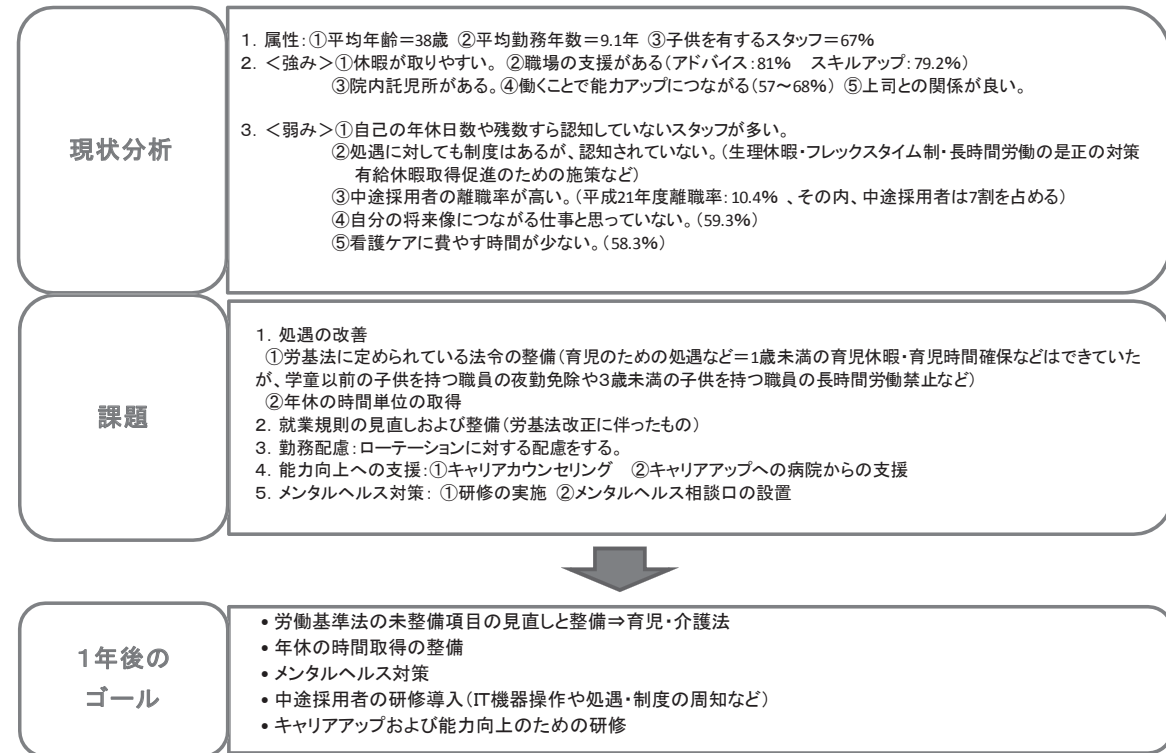 現状分析
1. 属性：①平均年齢＝38歳 ②平均勤務年数＝9.1年 ③子供を有するスタッフ＝67％
2. ＜強み＞①休暇が取りやすい。 ②職場の支援がある（アドバイス：81％ スキルアップ：79.2％）
③院内託児所がある。④働くことで能力アップにつながる（57～68％） ⑤上司との関係が良い。
3. ＜弱み＞①自己の年休日数や残数すら認知していないスタッフが多い。
②処遇に対しても制度はあるが、認知されていない。（生理休暇・フレックスタイム制・長時間労働の是正の対策
有給休暇取得促進のための施策など）
③中途採用者の離職率が高い。（平成21年度離職率：10.4％ 、その内、中途採用者は7割を占める）
④自分の将来像につながる仕事と思っていない。（59.3％）
⑤看護ケアに費やす時間が少ない。（58.3％）
課題
1. 処遇の改善
①労基法に定められている法令の整備（育児のための処遇など＝1歳未満の育児休暇・育児時間確保などはできていた
が、学童以前の子供を持つ職員の夜勤免除や3歳未満の子供を持つ職員の長時間労働禁止など）
②年休の時間単位の取得
2. 就業規則の見直しおよび整備（労基法改正に伴ったもの）
3. 勤務配慮：ローテーションに対する配慮をする。
4. 能力向上への支援：①キャリアカウンセリング ②キャリアアップへの病院からの支援
5. メンタルヘルス対策： ①研修の実施 ②メンタルヘルス相談口の設置
1年後の
ゴール
• 労働基準法の未整備項目の見直しと整備⇒育児・介護法
• 年休の時間取得の整備
• メンタルヘルス対策
• 中途採用者の研修導入（IT機器操作や処遇・制度の周知など）
• キャリアアップおよび能力向上のための研修